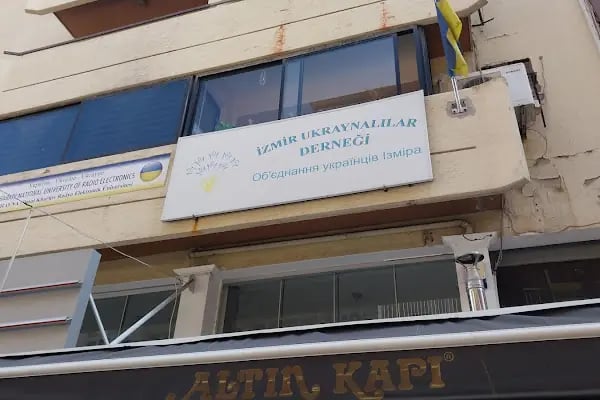 İZMİR UKRAYNALILAR
DERNEĞİ
Об'єднання українців Ізміра
NATIONAL UNIVERSITY OF RADIO ELECTRONICS
ALTIN KAPI®